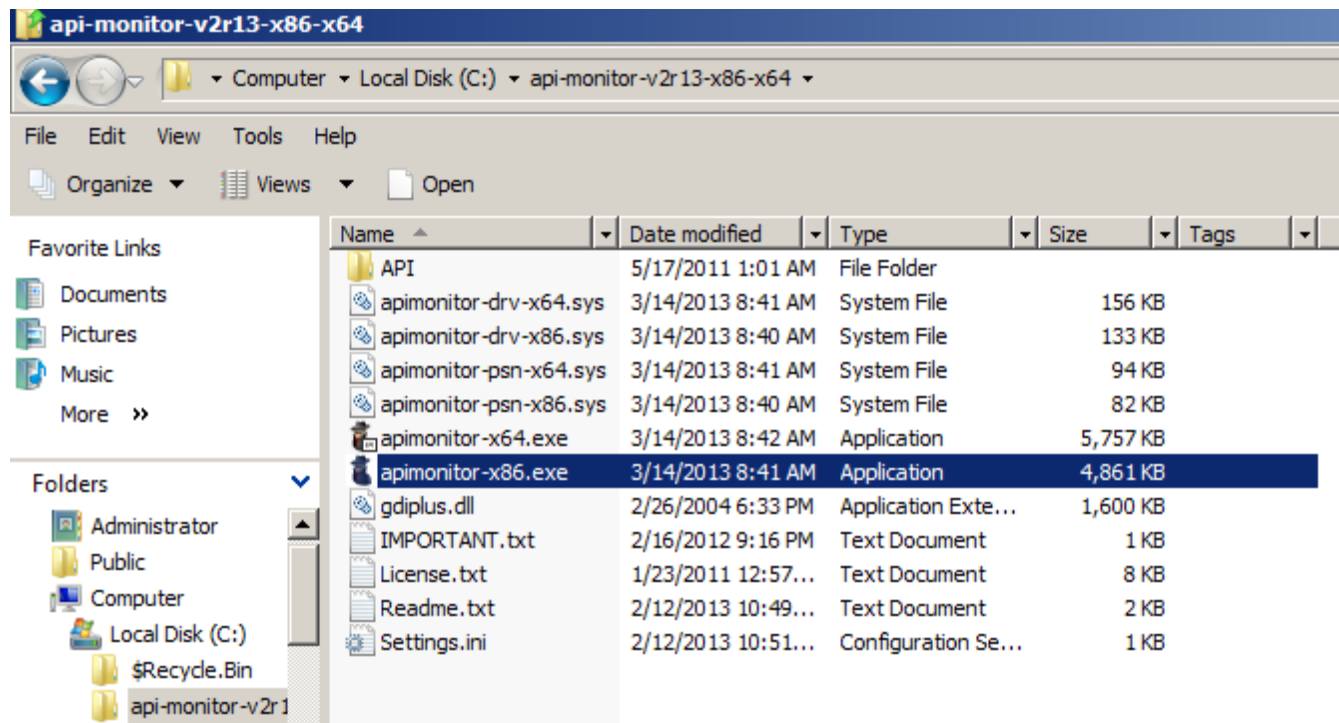 api-monitor-v2r13-x86-x64
Computer Local Disk (C:) api-monitor-v2r13-x86-x64
File Edit View Tools Help
Organize Views Open
Favorite Links
Documents
Pictures
Music
More »
Folders
Administrator
Public
Computer
Local Disk (C:)
$Recycle.Bin
api-monitor-v2r1
Name Date modified Type Size Tags
API 5/17/2011 1:01 AM File Folder
apimonitor-drv-x64.sys 3/14/2013 8:41 AM System File 156 KB
apimonitor-drv-x86.sys 3/14/2013 8:40 AM System File 133 KB
apimonitor-psn-x64.sys 3/14/2013 8:41 AM System File 94 KB
apimonitor-psn-x86.sys 3/14/2013 8:40 AM System File 82 KB
apimonitor-x64.exe 3/14/2013 8:42 AM Application 5,757 KB
apimonitor-x86.exe 3/14/2013 8:41 AM Application 4,861 KB
gdiplus.dll 2/26/2004 6:33 PM Application Exte... 1,600 KB
IMPORTANT.txt 2/16/2012 9:16 PM Text Document 1 KB
License.txt 1/23/2011 12:57... Text Document 8 KB
Readme.txt 2/12/2013 10:49... Text Document 2 KB
Settings.ini 2/12/2013 10:51... Configuration Se... 1 KB